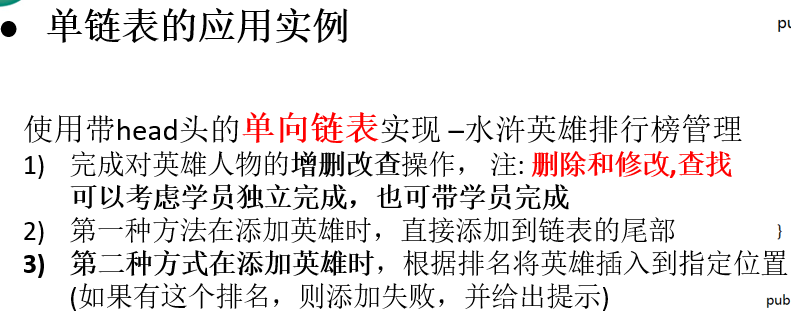 ● 单链表的应用实例
pu
使用带head头的单向链表实现 –水浒英雄排行榜管理
1) 完成对英雄人物的增删改查操作， 注: 删除和修改,查找
可以考虑学员独立完成，也可带学员完成
2) 第一种方法在添加英雄时，直接添加到链表的尾部
}
3) 第二种方式在添加英雄时，根据排名将英雄插入到指定位置
(如果有这个排名，则添加失败，并给出提示)
pub